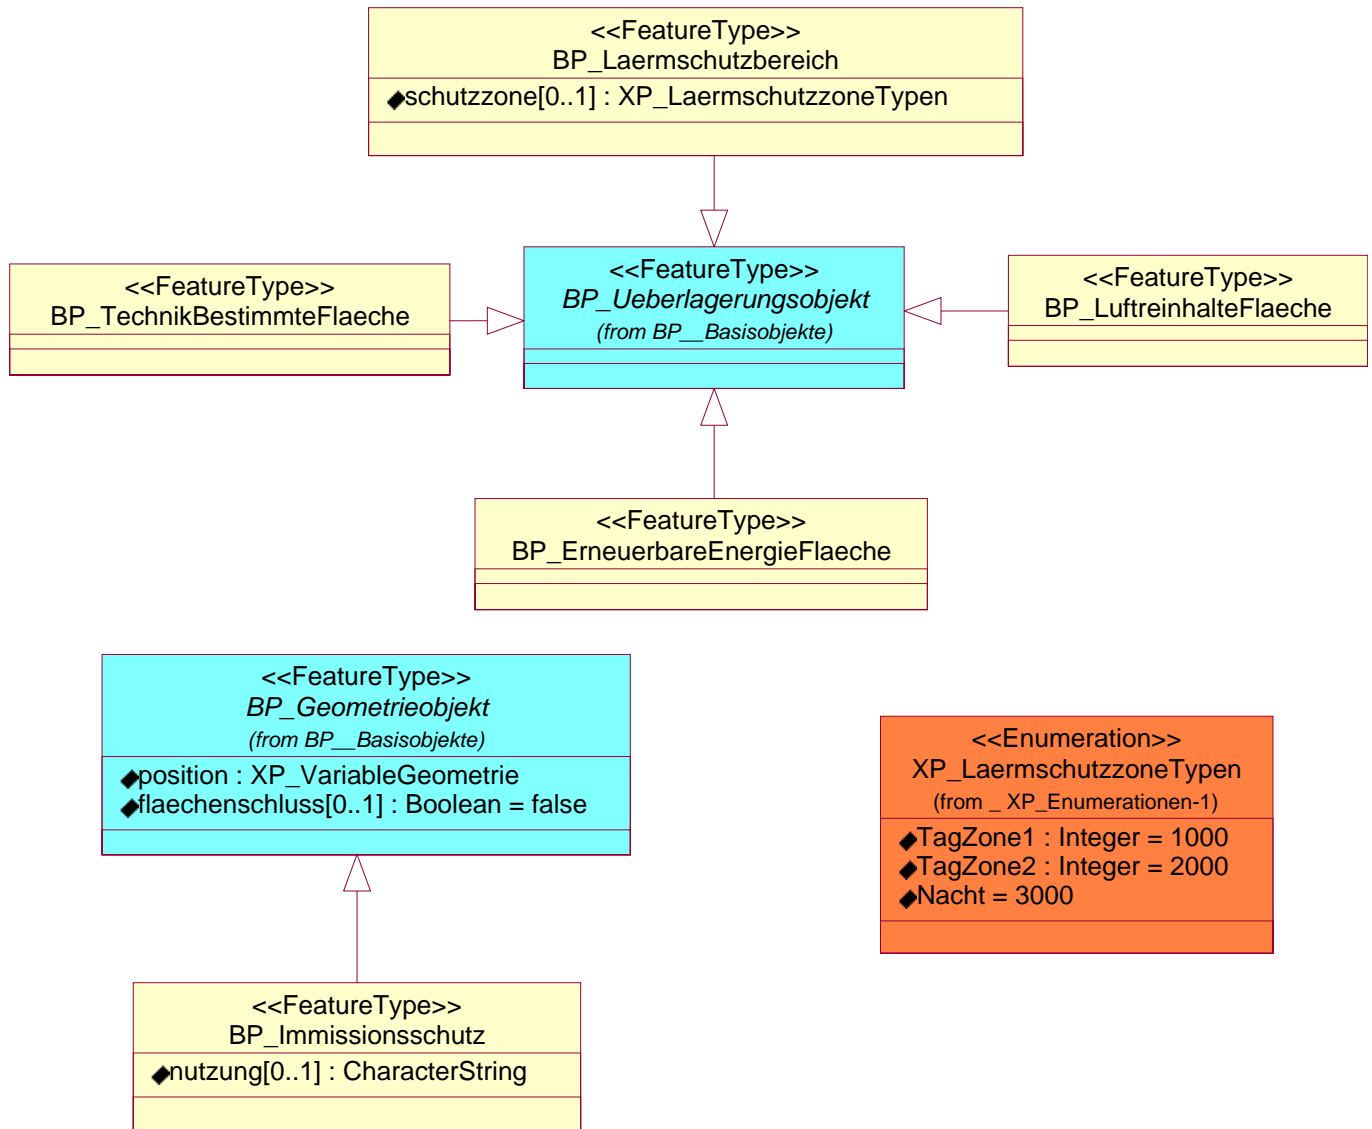 <<FeatureType>>
BP_Laermschutzbereich
schutzzone[0..1] : XP_LaermschutzzoneTypen
<<FeatureType>>
BP_TechnikBestimmteFlaeche
<<FeatureType>>
BP_Ueberlagerungsobjekt
(from BP__Basisobjekte)
<<FeatureType>>
BP_LuftreinhalteFlaeche
<<FeatureType>>
BP_ErneuerbareEnergieFlaeche
<<FeatureType>>
BP_Geometrieobjekt
(from BP__Basisobjekte)
position : XP_VariableGeometrie
flaechenschluss[0..1] : Boolean = false
<<Enumeration>>
XP_LaermschutzzoneTypen
(from _ XP_Enumerationen-1)
TagZone1 : Integer = 1000
TagZone2 : Integer = 2000
Nacht = 3000
<<FeatureType>>
BP_Immissionsschutz
nutzung[0..1] : CharacterString